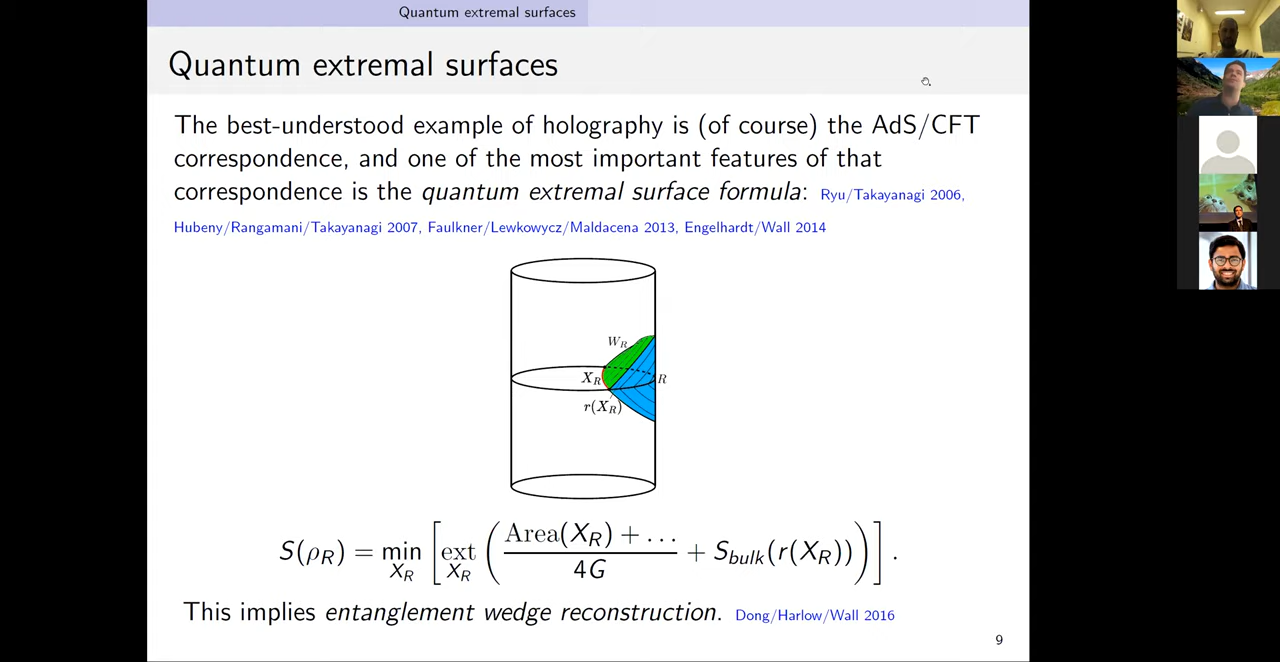 Quantum extremal surfaces
Quantum extremal surfaces
The best-understood example of holography is (of course) the AdS/CFT
correspondence, and one of the most important features of that
correspondence is the quantum extremal surface formula: Ryu/Takayanagi 2006,
Hubeny/Rangamani/Takayanagi 2007, Faulkner/Lewkowycz/Maldacena 2013, Engelhardt/Wall 2014
W_R
X_R
R
r(X_R)
S(ρ_R) = min_{X_R} [ext_{X_R} ((Area(X_R) + ...)/4G + S_{bulk}(r(X_R)))].
This implies entanglement wedge reconstruction. Dong/Harlow/Wall 2016
9